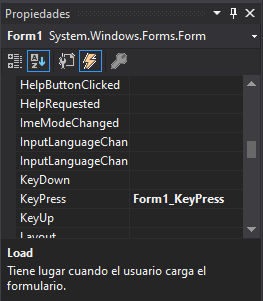 Propiedades
Form1 System.Windows.Forms.Form
HelpButtonClicked
HelpRequested
ImeModeChanged
InputLanguageChan
InputLanguageChan
KeyDown
KeyPress Form1_KeyPress
KeyUp
Layout
Load
Tiene lugar cuando el usuario carga el
formulario.